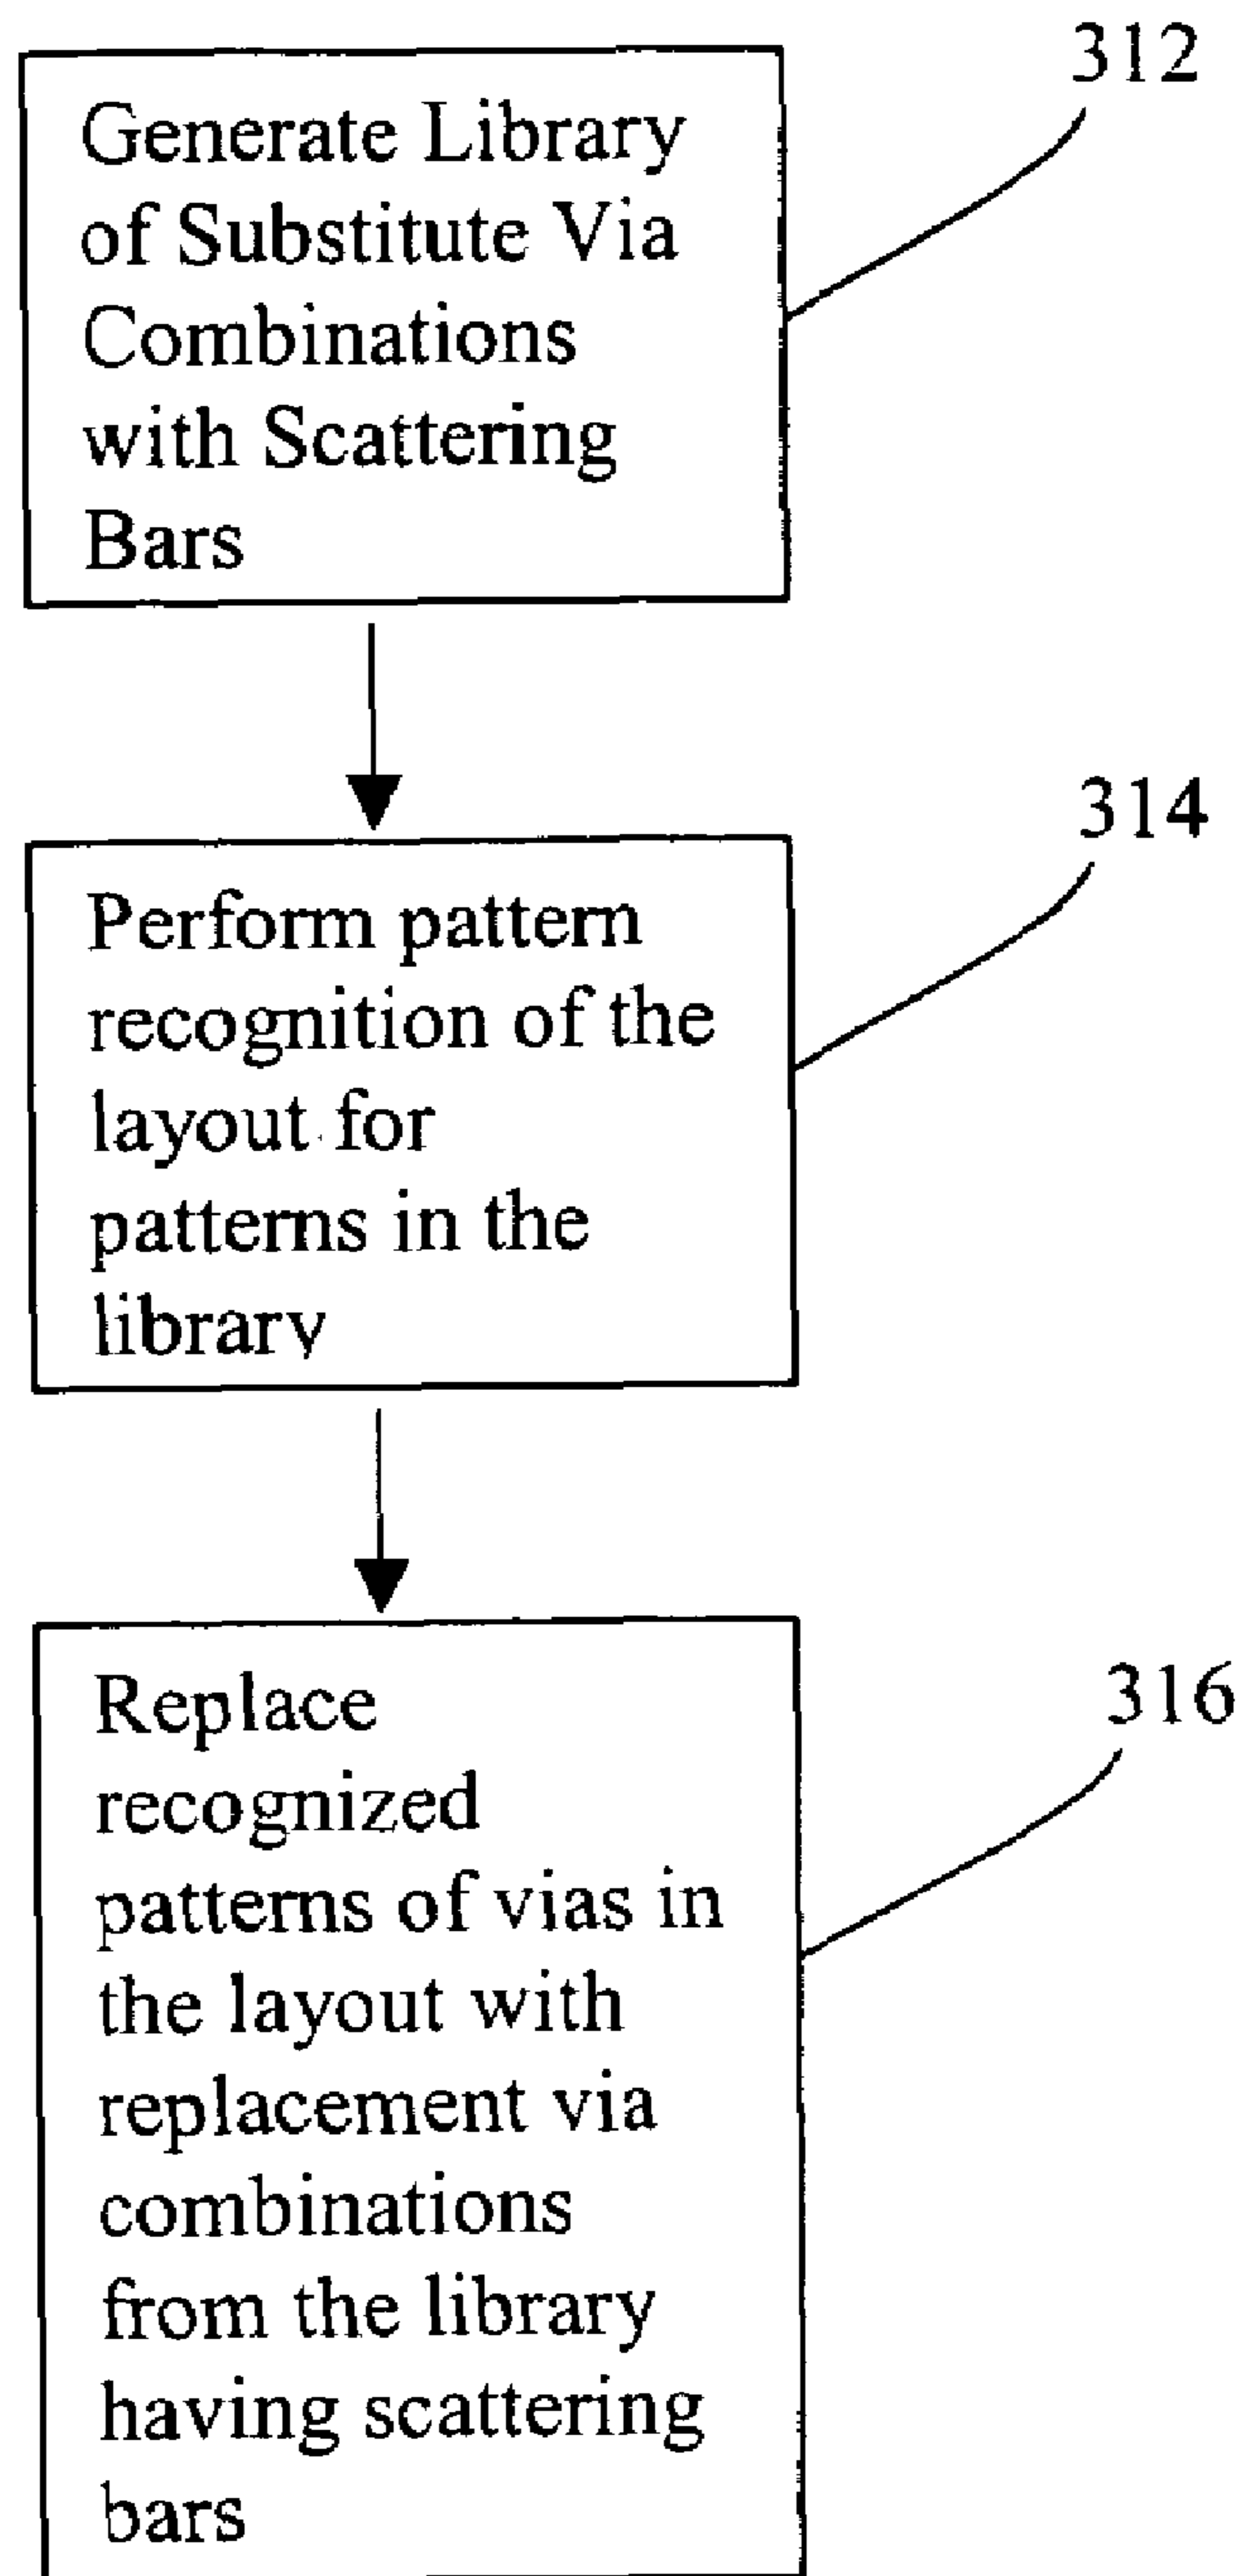 312
Generate Library
of Substitute Via
Combinations
with Scattering
Bars
314
Perform pattern
recognition of the
layout for
patterns in the
library
316
Replace
recognized
patterns of vias in
the layout with
replacement via
combinations
from the library
having scattering
bars